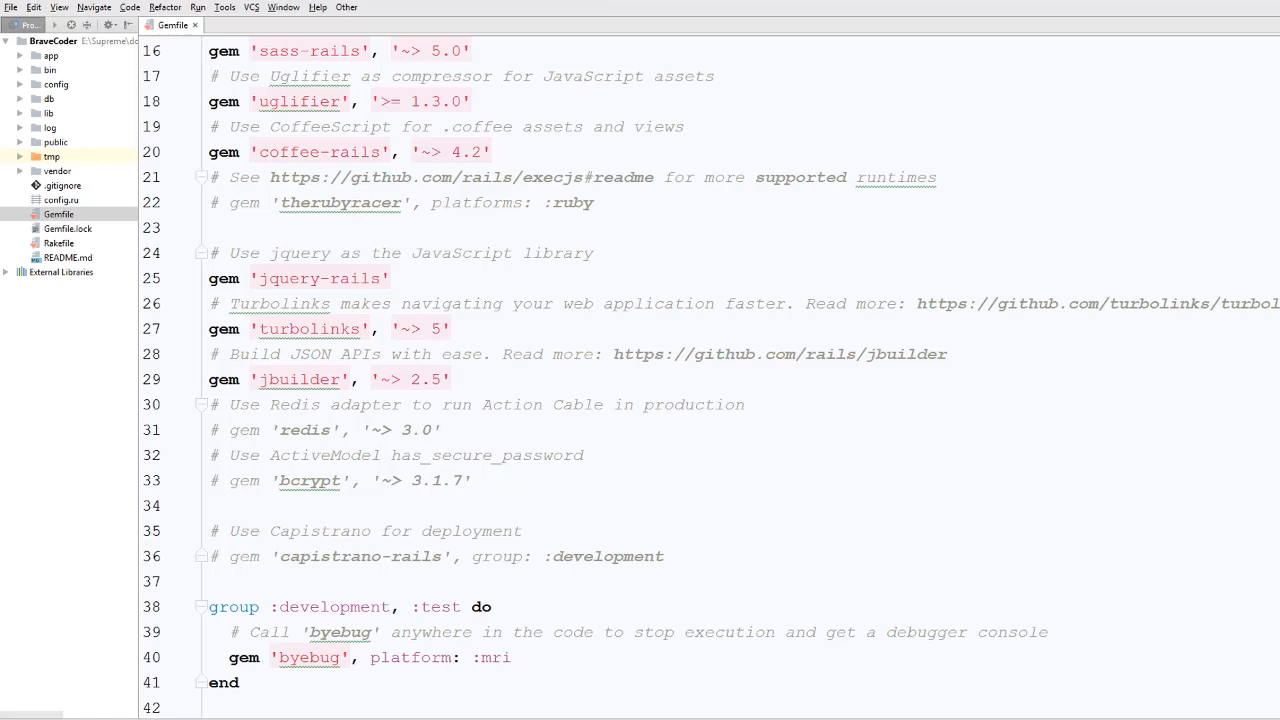 File Edit View Navigate Code Refactor Run Tools VCS Window Help Other
Pro...
Gemfile
BraveCoder E:\Supreme\do
app
bin
config
db
lib
log
public
tmp
vendor
.gitignore
config.ru
Gemfile
Gemfile.lock
Rakefile
README.md
External Libraries
16 gem 'sass-rails', '~> 5.0'
17 # Use Uglifier as compressor for JavaScript assets
18 gem 'uglifier', '>= 1.3.0'
19 # Use CoffeeScript for .coffee assets and views
20 gem 'coffee-rails', '~> 4.2'
21 # See https://github.com/rails/execjs#readme for more supported runtimes
22 # gem 'therubyracer', platforms: :ruby
23
24 # Use jquery as the JavaScript library
25 gem 'jquery-rails'
26 # Turbolinks makes navigating your web application faster. Read more: https://github.com/turbolinks/turbol
27 gem 'turbolinks', '~> 5'
28 # Build JSON APIs with ease. Read more: https://github.com/rails/jbuilder
29 gem 'jbuilder', '~> 2.5'
30 # Use Redis adapter to run Action Cable in production
31 # gem 'redis', '~> 3.0'
32 # Use ActiveModel has_secure_password
33 # gem 'bcrypt', '~> 3.1.7'
34
35 # Use Capistrano for deployment
36 # gem 'capistrano-rails', group: :development
37
38 group :development, :test do
39 # Call 'byebug' anywhere in the code to stop execution and get a debugger console
40 gem 'byebug', platform: :mri
41 end
42